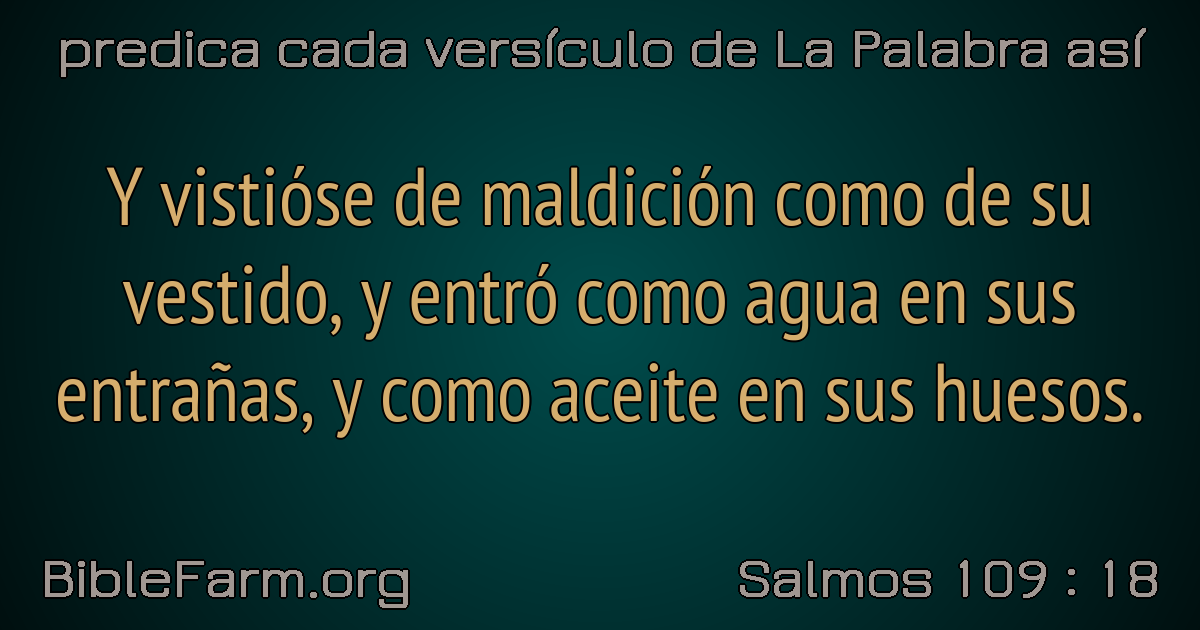 predica cada versículo de La Palabra así
Y vistióse de maldición como de su
vestido, y entró como agua en sus
entrañas, y como aceite en sus huesos.
BibleFarm.org
Salmos 109 : 18